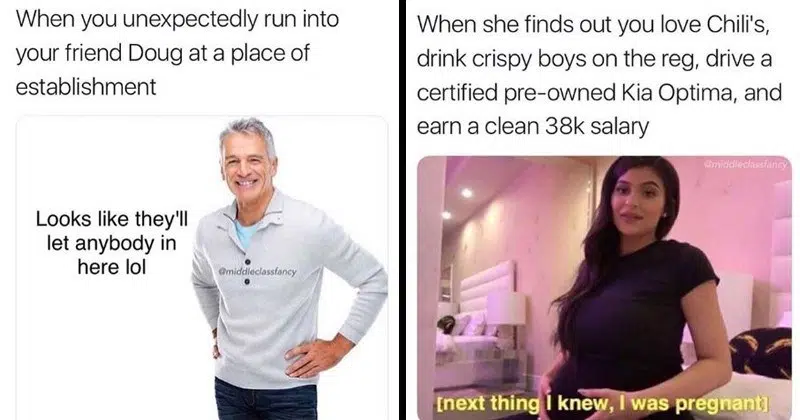 When you unexpectedly run into
your friend Doug at a place of
establishment
Looks like they'll
let anybody in
here lol
@middleclassfancy
When she finds out you love Chili's,
drink crispy boys on the reg, drive a
certified pre-owned Kia Optima, and
earn a clean 38k salary
@middleclassfancy
[next thing I knew, I was pregnant]